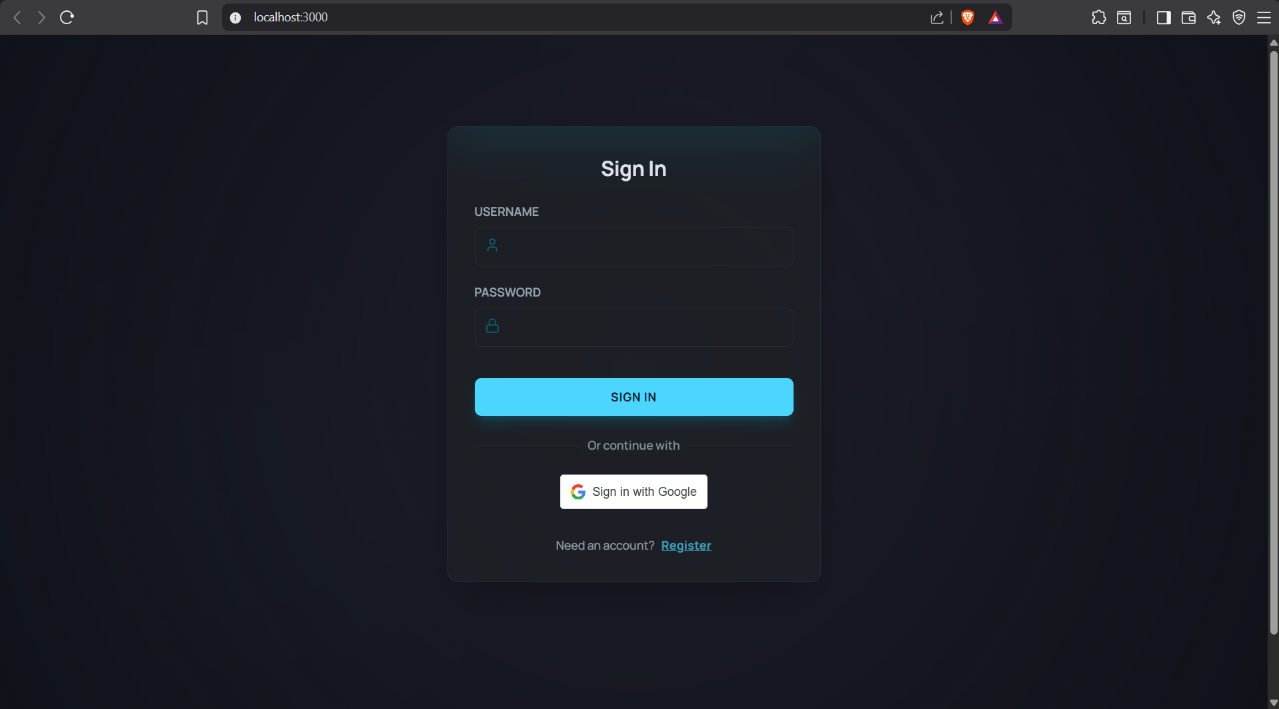 localhost:3000
Sign In
USERNAME
PASSWORD
SIGN IN
Or continue with
Sign in with Google
Need an account? Register